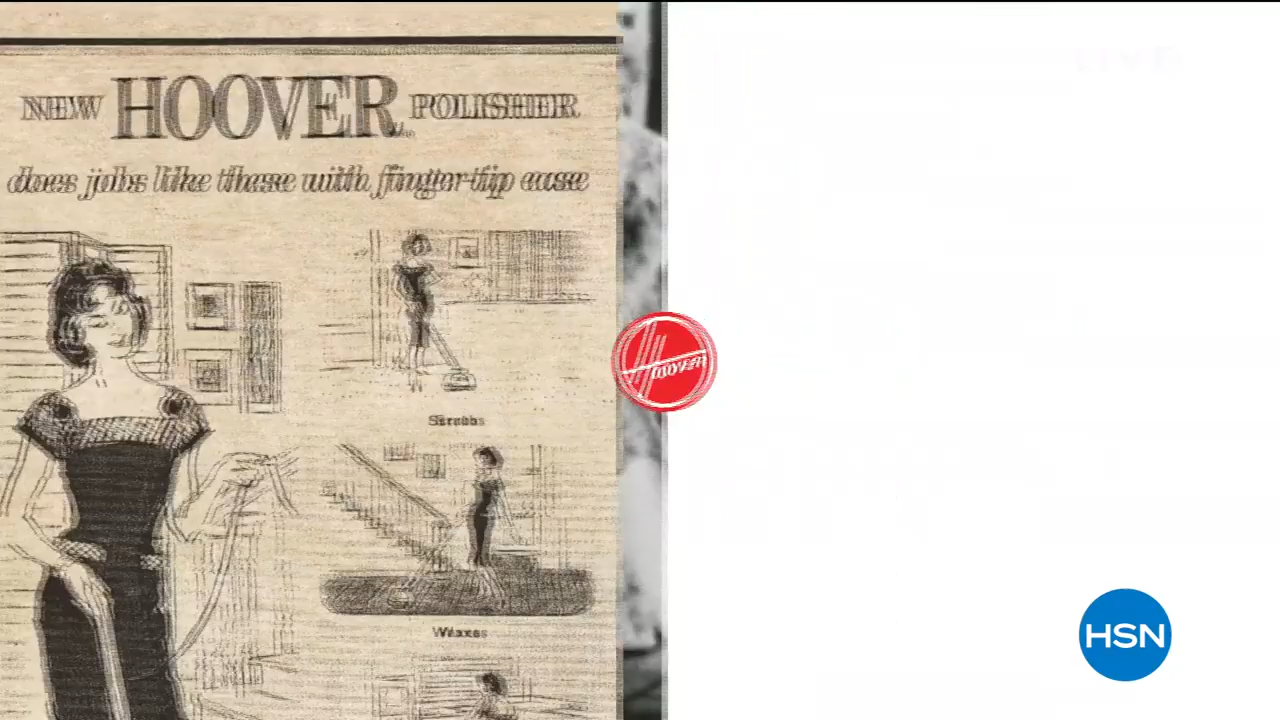 NEW HOOVER POLISHER
does jobs like these with finger-tip ease
Hoover
Scrubs
Waxes
HSN